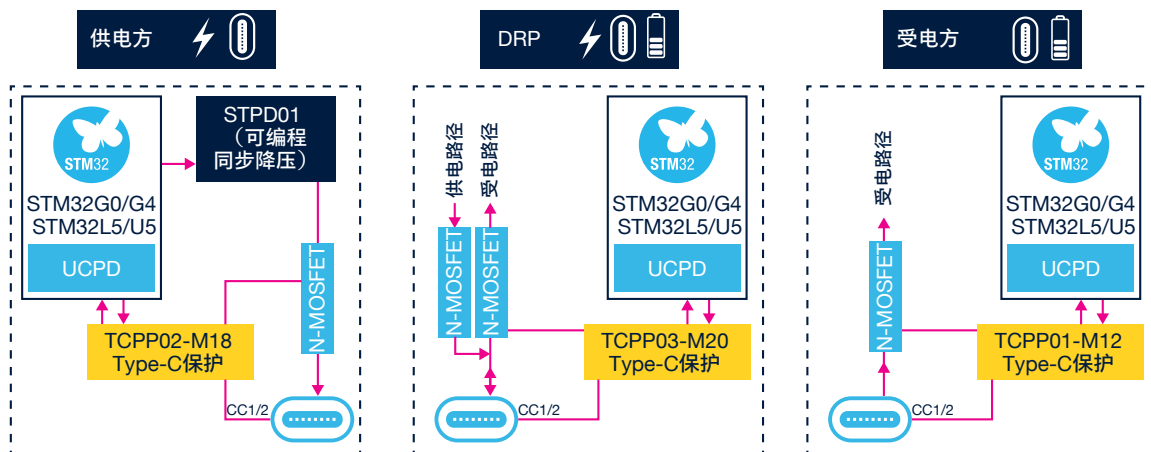 供电方
STM32
STM32G0/G4
STM32L5/U5
UCPD
STPD01
（可编程
同步降压）
N-MOSFET
TCPP02-M18
Type-C保护
CC1/2
DRP
供电路径
受电路径
N-MOSFET
N-MOSFET
STM32
STM32G0/G4
STM32L5/U5
UCPD
TCPP03-M20
Type-C保护
CC1/2
受电方
受电路径
N-MOSFET
STM32
STM32G0/G4
STM32L5/U5
UCPD
TCPP01-M12
Type-C保护
CC1/2